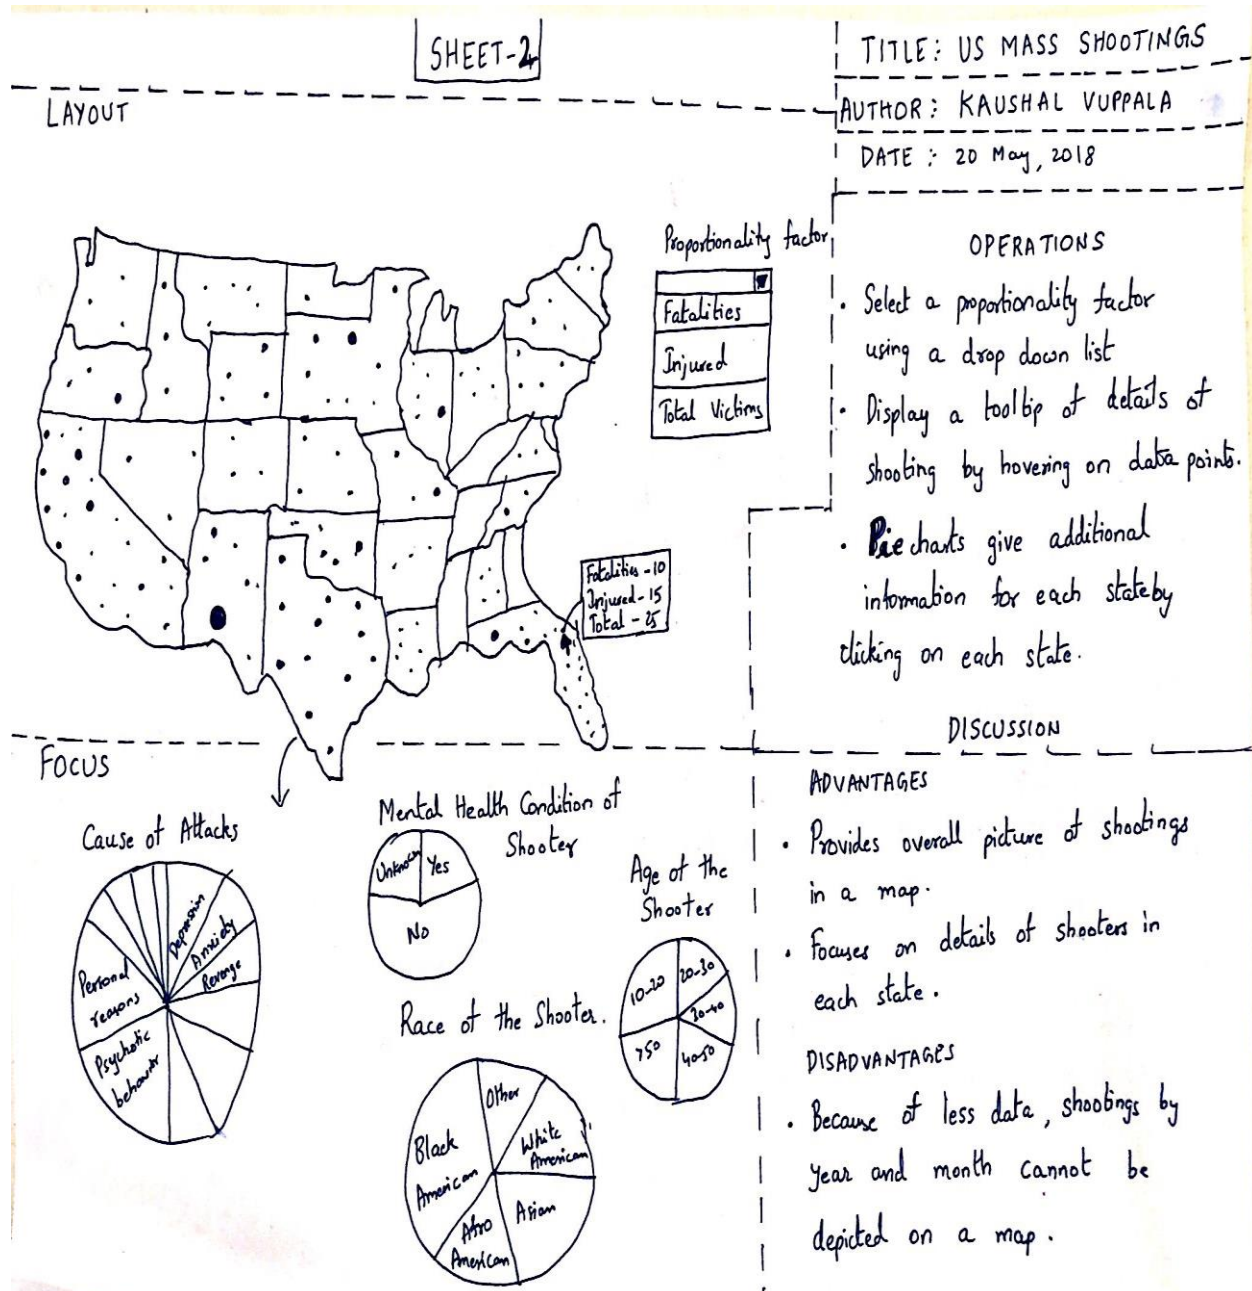 SHEET-2
TITLE: US MASS SHOOTINGS
AUTHOR: KAUSHAL VUPPALA
DATE: 20 May, 2018
LAYOUT
Proportionality factor
Fatalities
Injured
Total Victims
Fatalities - 10
Injured - 15
Total - 25
OPERATIONS
• Select a proportionality factor
using a drop down list
• Display a tooltip of details of
shooting by hovering on data points.
• Pie charts give additional
information for each state by
clicking on each state.
FOCUS
Cause of Attacks
Depression
Anxiety
Revenge
Personal
reasons
Psychotic
behavior
Mental Health Condition of
Shooter
Unknown
Yes
No
Age of the
Shooter
10-20
20-30
30-40
>50
40-50
Race of the Shooter.
Other
Black
American
White
American
Afro
American
Asian
DISCUSSION
ADVANTAGES
• Provides overall picture of shootings
in a map.
• Focuses on details of shooters in
each state.
DISADVANTAGES
• Because of less data, shootings by
year and month cannot be
depicted on a map.